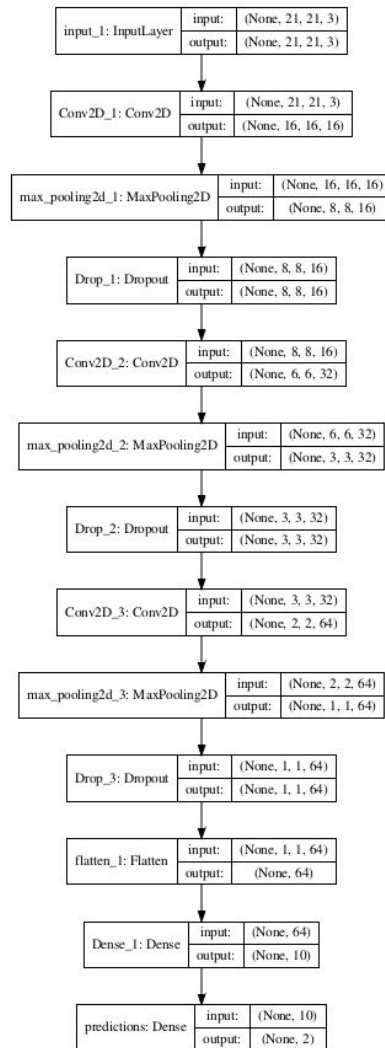 input_1: InputLayer
input: (None, 21, 21, 3)
output: (None, 21, 21, 3)
Conv2D_1: Conv2D
input: (None, 21, 21, 3)
output: (None, 16, 16, 16)
max_pooling2d_1: MaxPooling2D
input: (None, 16, 16, 16)
output: (None, 8, 8, 16)
Drop_1: Dropout
input: (None, 8, 8, 16)
output: (None, 8, 8, 16)
Conv2D_2: Conv2D
input: (None, 8, 8, 16)
output: (None, 6, 6, 32)
max_pooling2d_2: MaxPooling2D
input: (None, 6, 6, 32)
output: (None, 3, 3, 32)
Drop_2: Dropout
input: (None, 3, 3, 32)
output: (None, 3, 3, 32)
Conv2D_3: Conv2D
input: (None, 3, 3, 32)
output: (None, 2, 2, 64)
max_pooling2d_3: MaxPooling2D
input: (None, 2, 2, 64)
output: (None, 1, 1, 64)
Drop_3: Dropout
input: (None, 1, 1, 64)
output: (None, 1, 1, 64)
flatten_1: Flatten
input: (None, 1, 1, 64)
output: (None, 64)
Dense_1: Dense
input: (None, 64)
output: (None, 10)
predictions: Dense
input: (None, 10)
output: (None, 2)